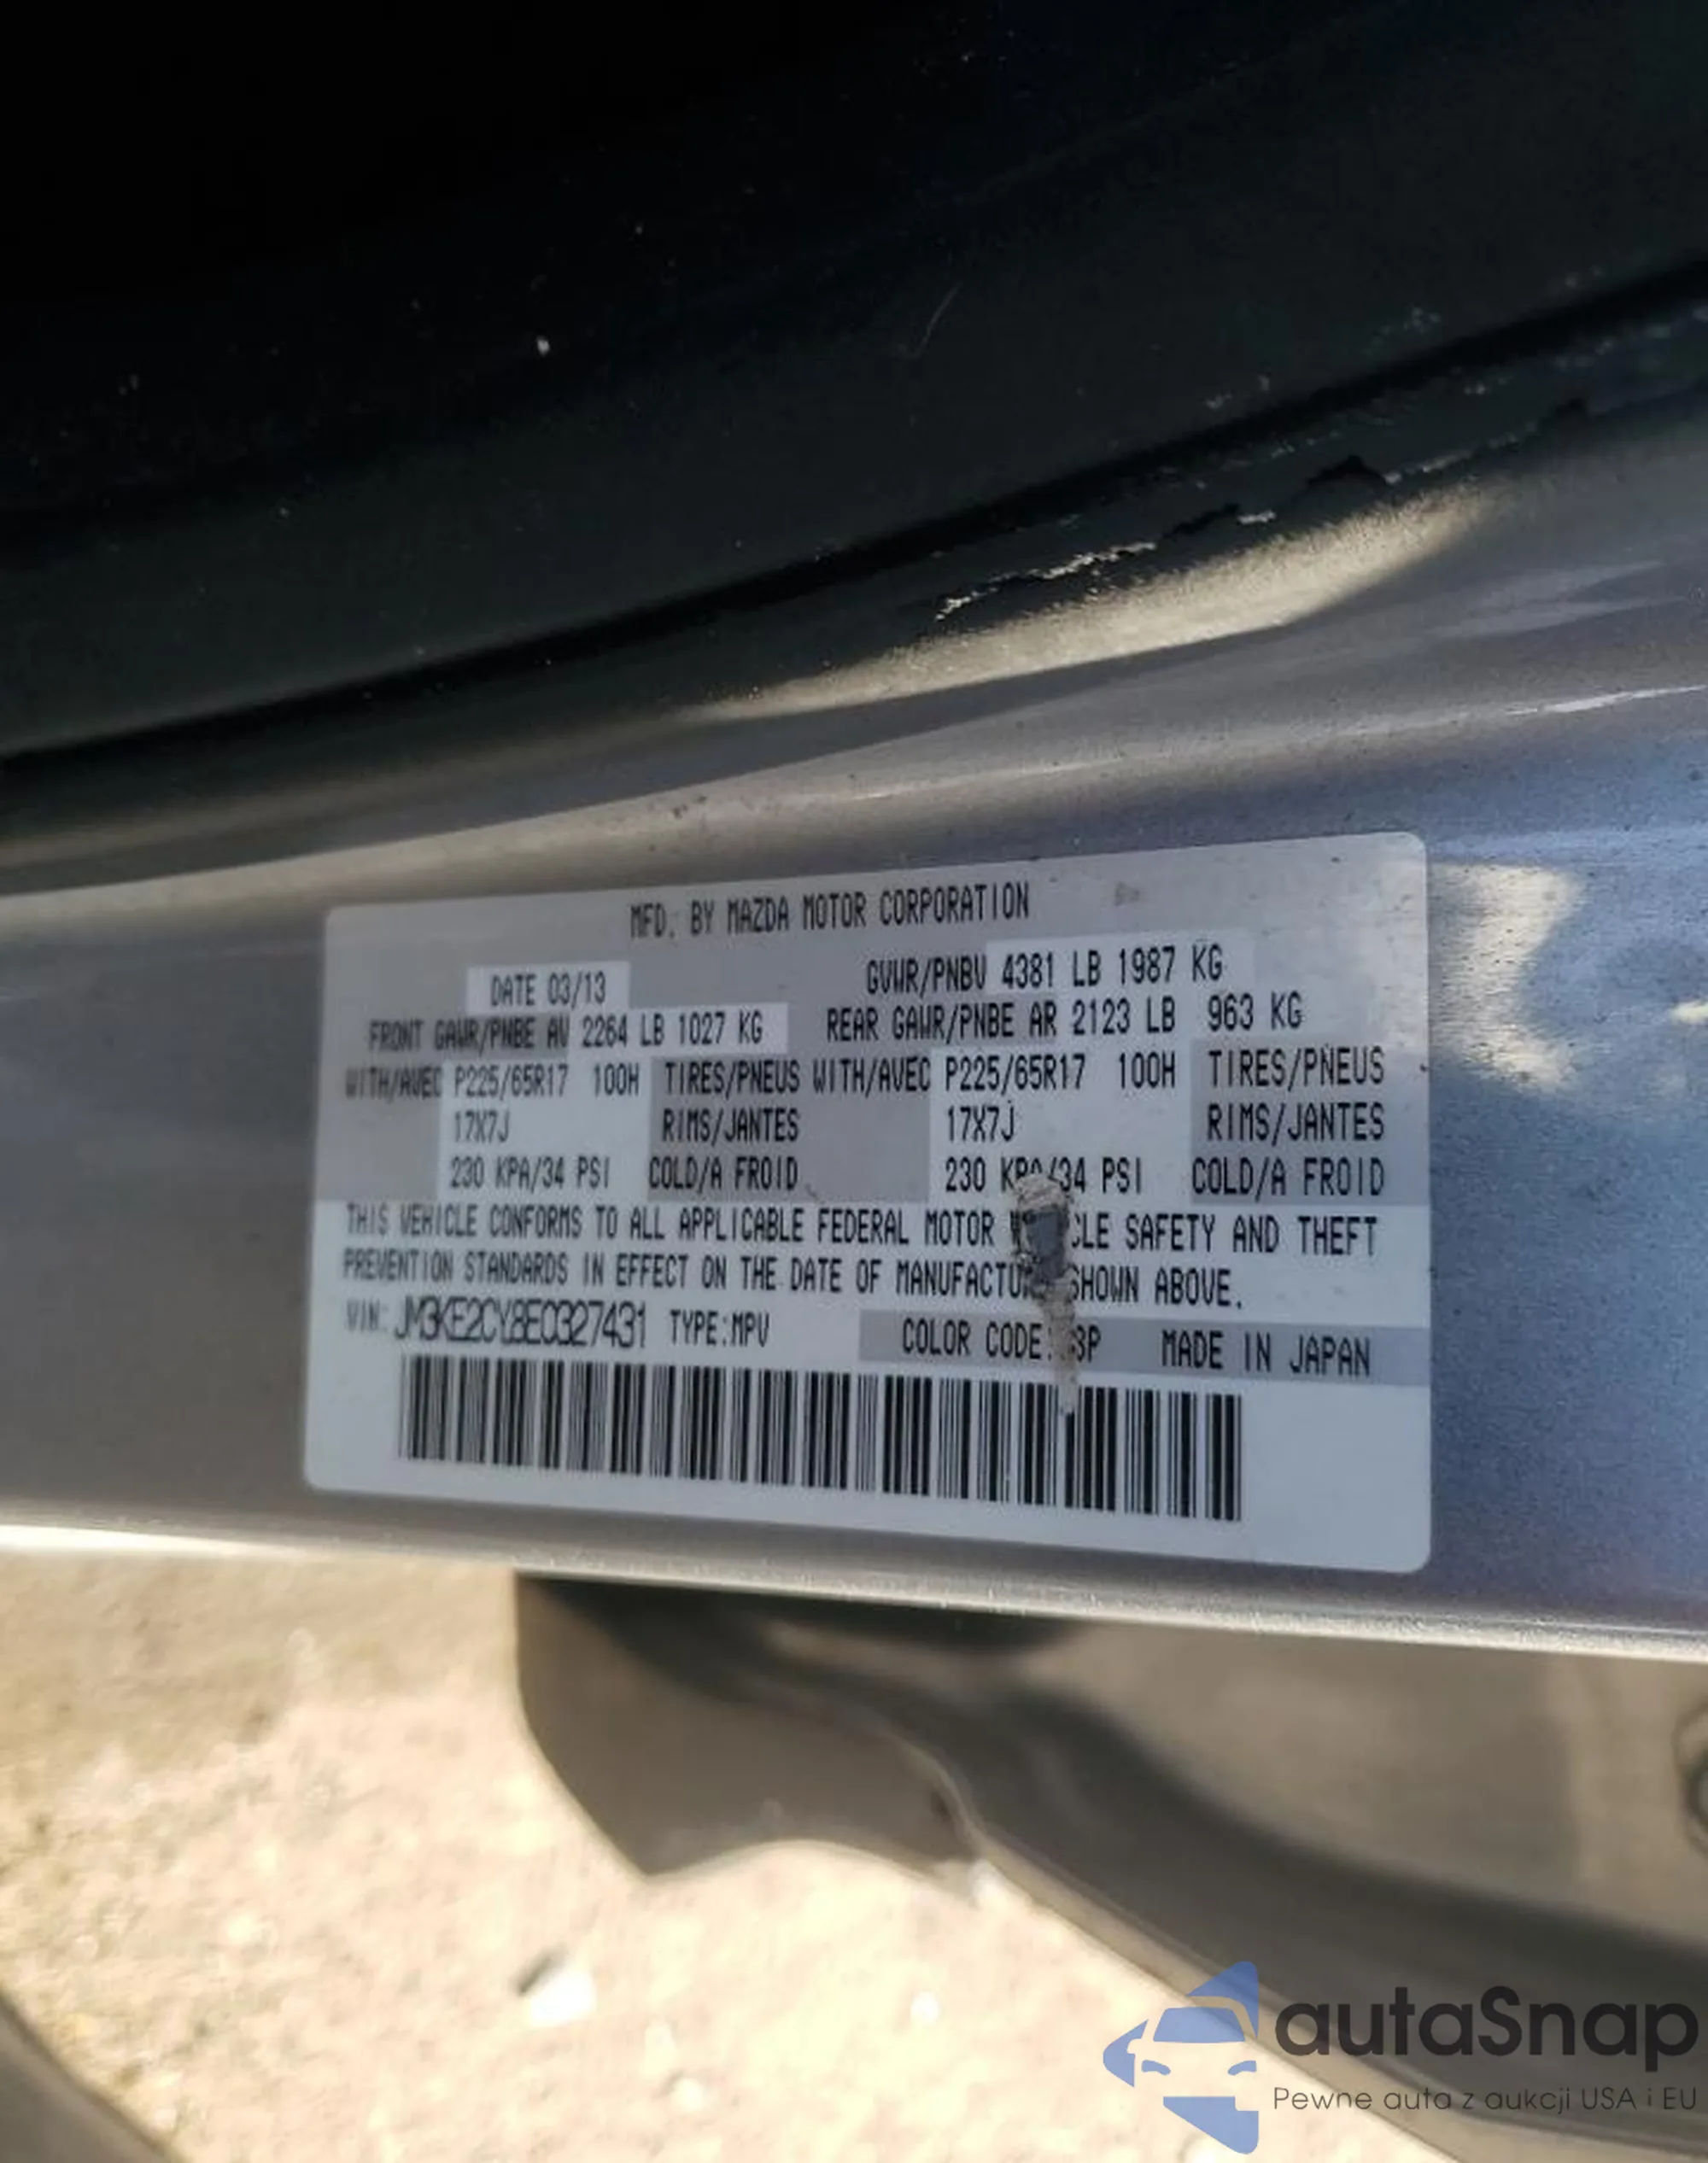 MFD. BY MAZDA MOTOR CORPORATION
DATE 03/13 GVWR/PNBV 4381 LB 1987 KG
FRONT GAWR/PNBE AV 2264 LB 1027 KG REAR GAWR/PNBE AR 2123 LB 963 KG
WITH/AVEC P225/65R17 100H TIRES/PNEUS WITH/AVEC P225/65R17 100H TIRES/PNEUS
17X7J RIMS/JANTES 17X7J RIMS/JANTES
230 KPA/34 PSI COLD/A FROID 230 KPA/34 PSI COLD/A FROID
THIS VEHICLE CONFORMS TO ALL APPLICABLE FEDERAL MOTOR SAFETY AND THEFT
PREVENTION STANDARDS IN EFFECT ON THE DATE OF SHOWN ABOVE.
VIN: JM3KE2CY8E0327431 TYPE:MPV COLOR CODE: MADE IN JAPAN
autaSnap
Pewne auta z aukcji USA i EU